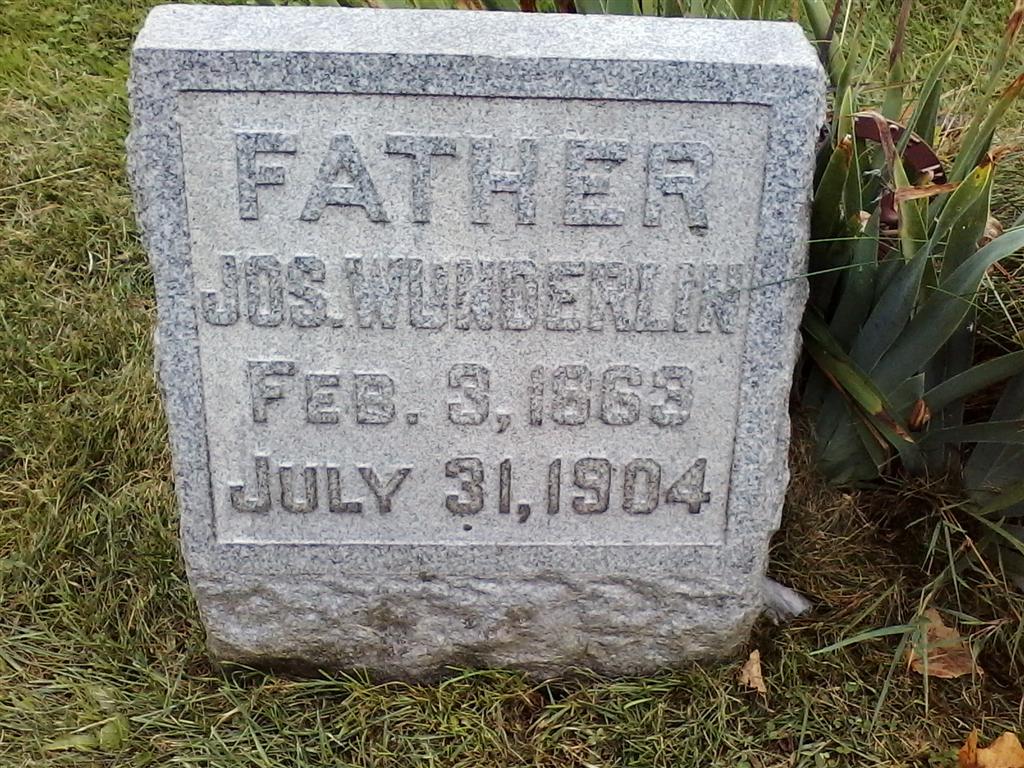 FATHER
JOS. WUNDERLIN
FEB. 3, 1863
JULY 31, 1904